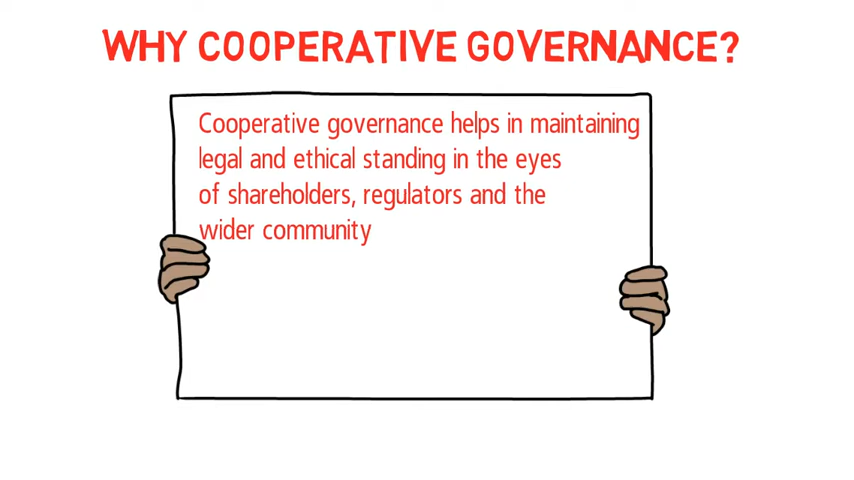 WHY COOPERATIVE GOVERNANCE?
Cooperative governance helps in maintaining
legal and ethical standing in the eyes
of shareholders, regulators and the
wider community